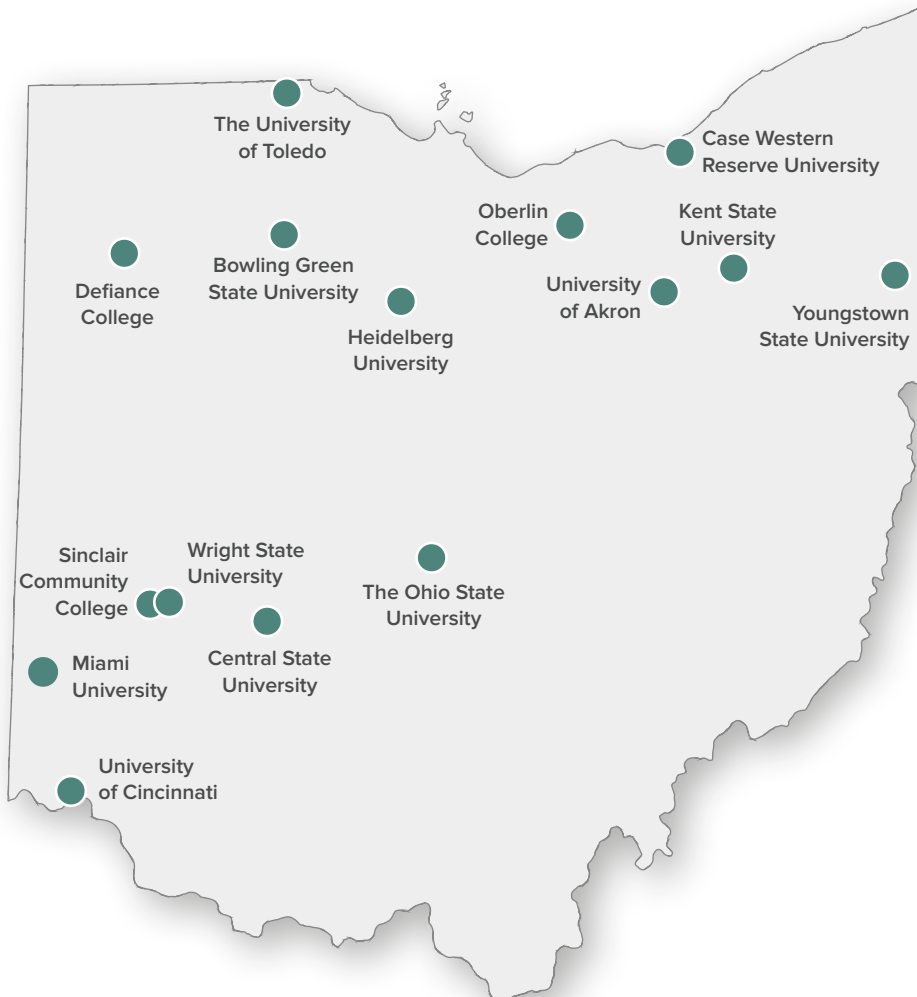 The University
of Toledo
Case Western
Reserve University
Oberlin
College
Kent State
University
Defiance
College
Bowling Green
State University
Heidelberg
University
University
of Akron
Youngstown
State University
Sinclair
Community
College
Wright State
University
The Ohio State
University
Miami
University
Central State
University
University
of Cincinnati